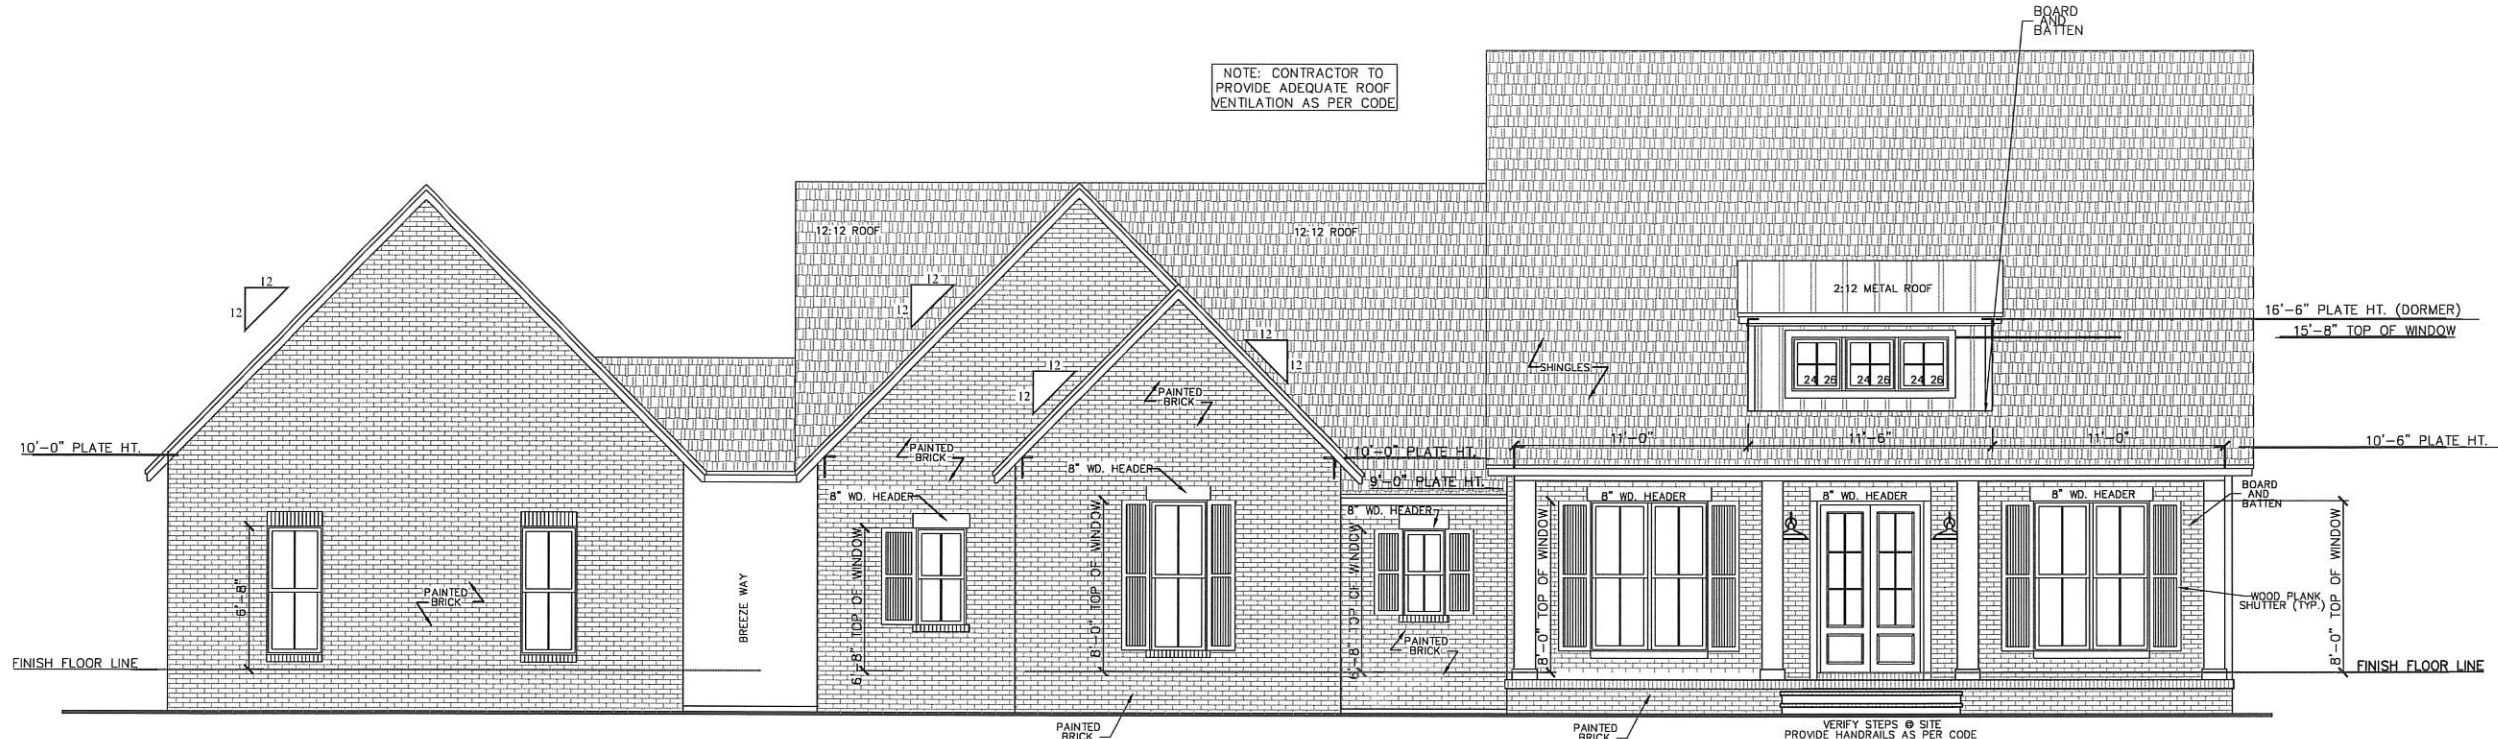 BOARD
AND
BATTEN
NOTE: CONTRACTOR TO
PROVIDE ADEQUATE ROOF
VENTILATION AS PER CODE
12:12 ROOF
12:12 ROOF
12
12
12
12
12
12
12
12
2:12 METAL ROOF
16'-6" PLATE HT. (DORMER)
15'-8" TOP OF WINDOW
SHINGLES
24 26
24 26
24 26
PAINTED
BRICK
10'-0" PLATE HT.
PAINTED
BRICK
10'-0" PLATE HT.
11'-0"
11'-6"
11'-0"
10'-6" PLATE HT.
8" WD. HEADER
9'-0" PLATE HT.
8" WD. HEADER
8" WD. HEADER
8" WD. HEADER
8" WD. HEADER
8" WD. HEADER
BOARD
AND
BATTEN
6'-8"
PAINTED
BRICK
BREEZE WAY
6'-8" TOP OF WINDOW
8'-0" TOP OF WINDOW
6'-8" TOP OF WINDOW
PAINTED
BRICK
8'-0" TOP OF WINDOW
WOOD PLANK
SHUTTER (TYP.)
8'-0" TOP OF WINDOW
FINISH FLOOR LINE
FINISH FLOOR LINE
PAINTED
BRICK
PAINTED
BRICK
VERIFY STEPS @ SITE
PROVIDE HANDRAILS AS PER CODE